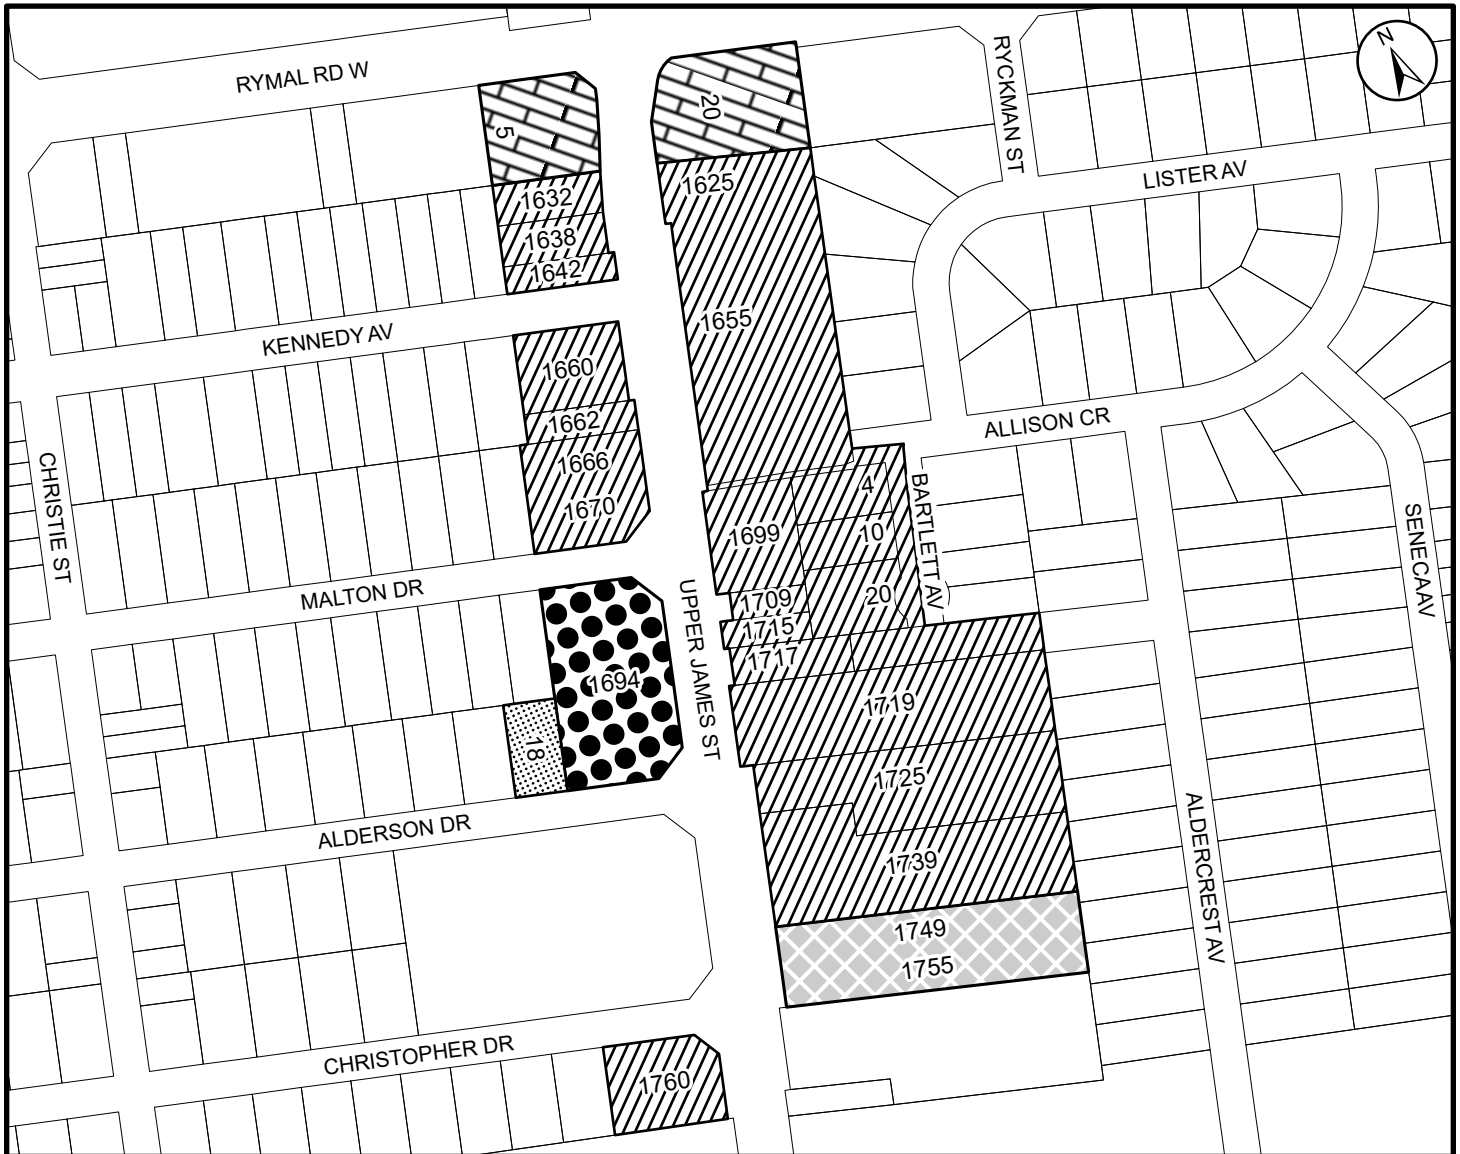 RYMAL RD W
RYCKMAN ST
N
5
20
1632
1625
LISTER AV
1638
1642
1655
KENNEDY AV
1660
1662
ALLISON CR
1666
1670
CHRISTIE ST
4
BARTLETT AV
10
1699
SENECA AV
MALTON DR
20
1709
1715
1717
UPPER JAMES ST
1694
1719
18
1725
ALDERSON DR
1739
ALDERCREST AV
1749
1755
CHRISTOPHER DR
1760